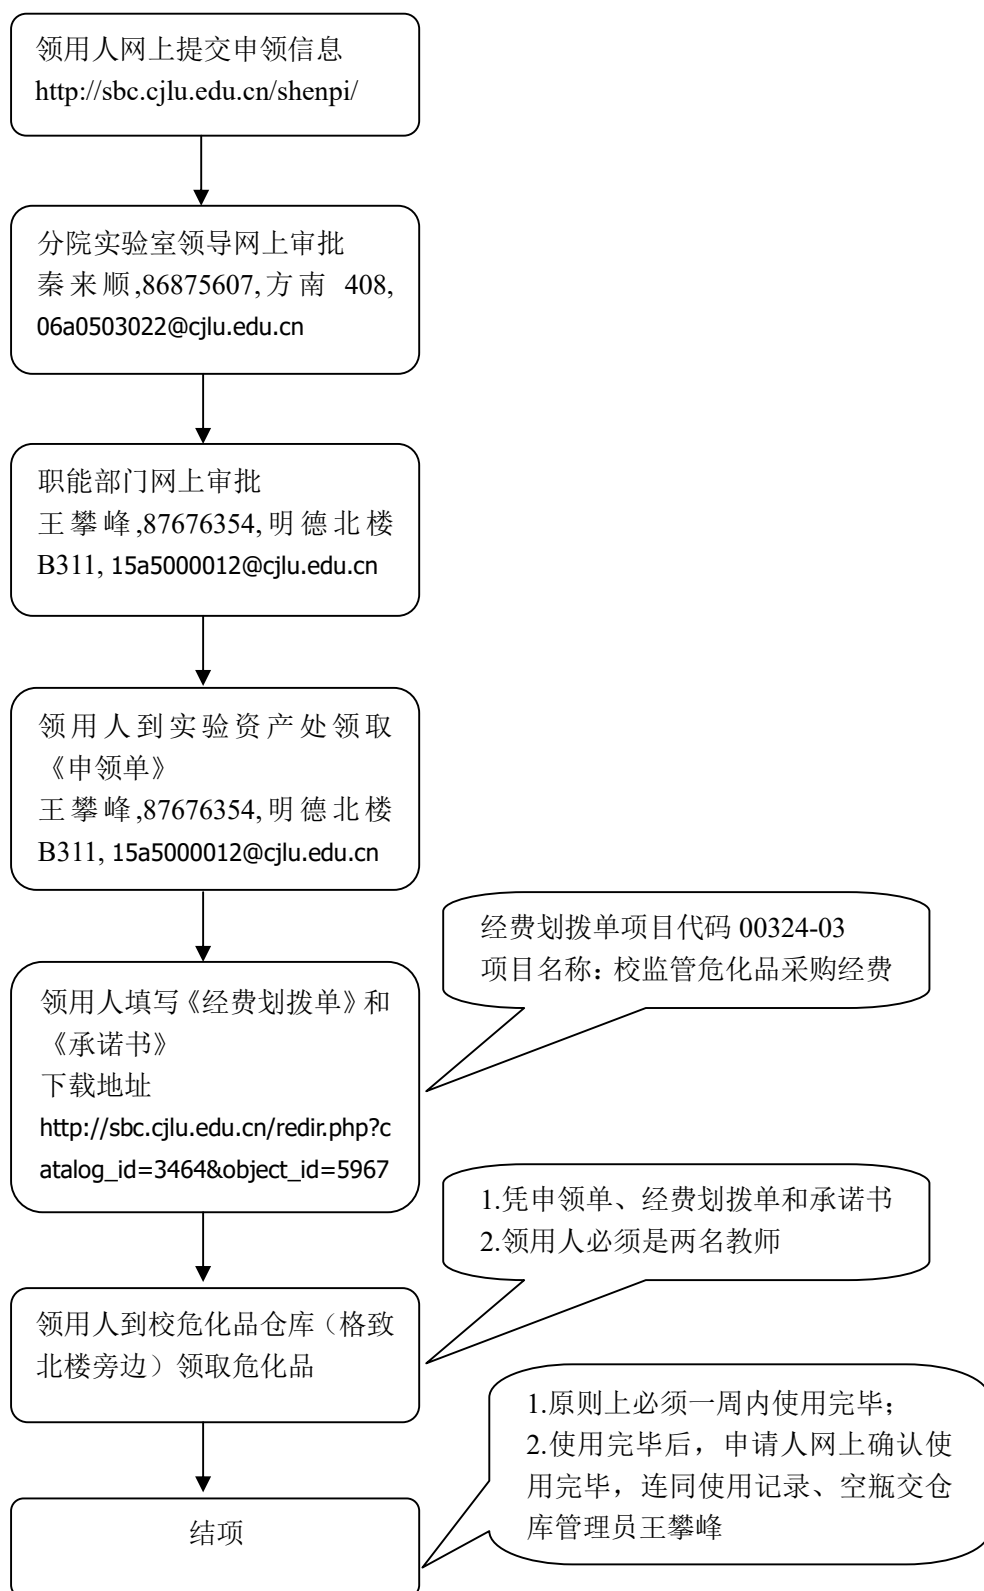 领用人网上提交申领信息
http://sbc.cjlu.edu.cn/shenpi/
分院实验室领导网上审批
秦来顺,86875607,方南 408,
06a0503022@cjlu.edu.cn
职能部门网上审批
王攀峰,87676354,明德北楼
B311, 15a5000012@cjlu.edu.cn
领用人到实验资产处领取
《申领单》
王攀峰,87676354,明德北楼
B311, 15a5000012@cjlu.edu.cn
经费划拨单项目代码 00324-03
项目名称：校监管危化品采购经费
领用人填写《经费划拨单》和
《承诺书》
下载地址
http://sbc.cjlu.edu.cn/redir.php?c
atalog_id=3464&object_id=5967
1.凭申领单、经费划拨单和承诺书
2.领用人必须是两名教师
领用人到校危化品仓库（格致
北楼旁边）领取危化品
1.原则上必须一周内使用完毕；
2.使用完毕后，申请人网上确认使
用完毕，连同使用记录、空瓶交仓
库管理员王攀峰
结项